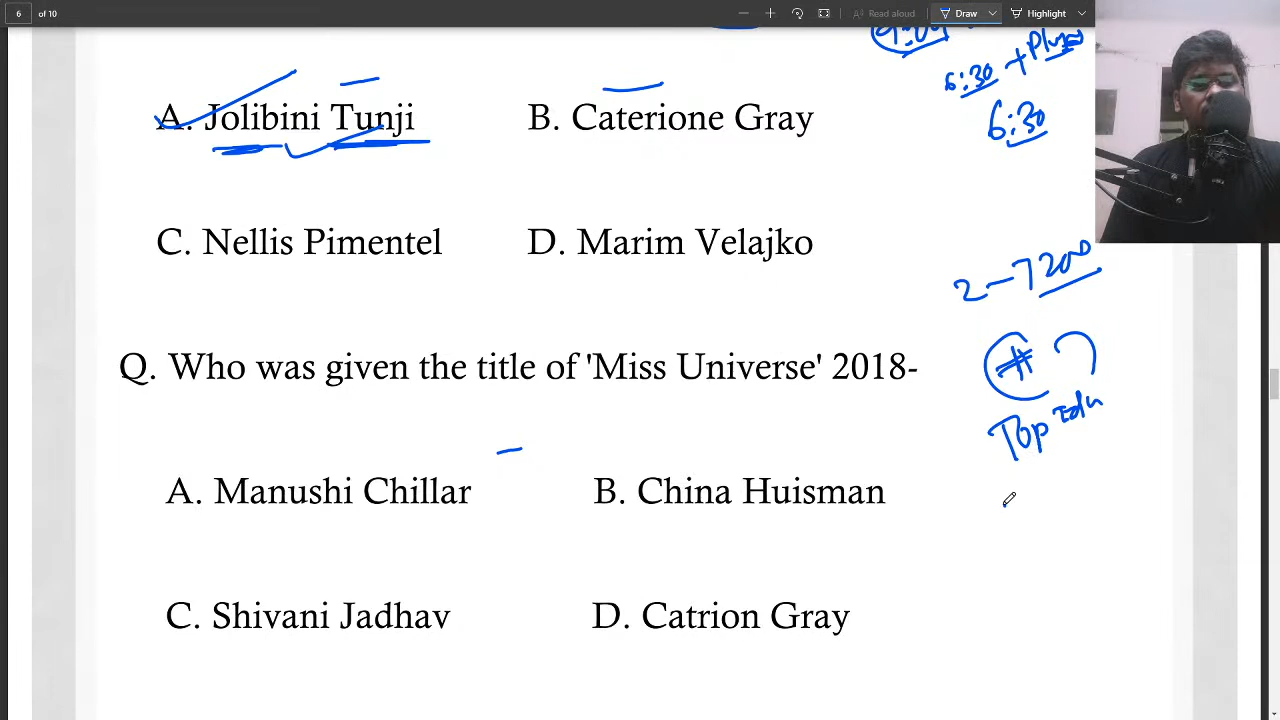 6 of 10 Read aloud Draw Highlight
6:30 + Plus
A. Jolibini Tunji B. Caterione Gray 6:30
C. Nellis Pimentel D. Marim Velajko
2-7200
Q. Who was given the title of 'Miss Universe' 2018- #
Top
A. Manushi Chillar B. China Huisman
C. Shivani Jadhav D. Catrion Gray